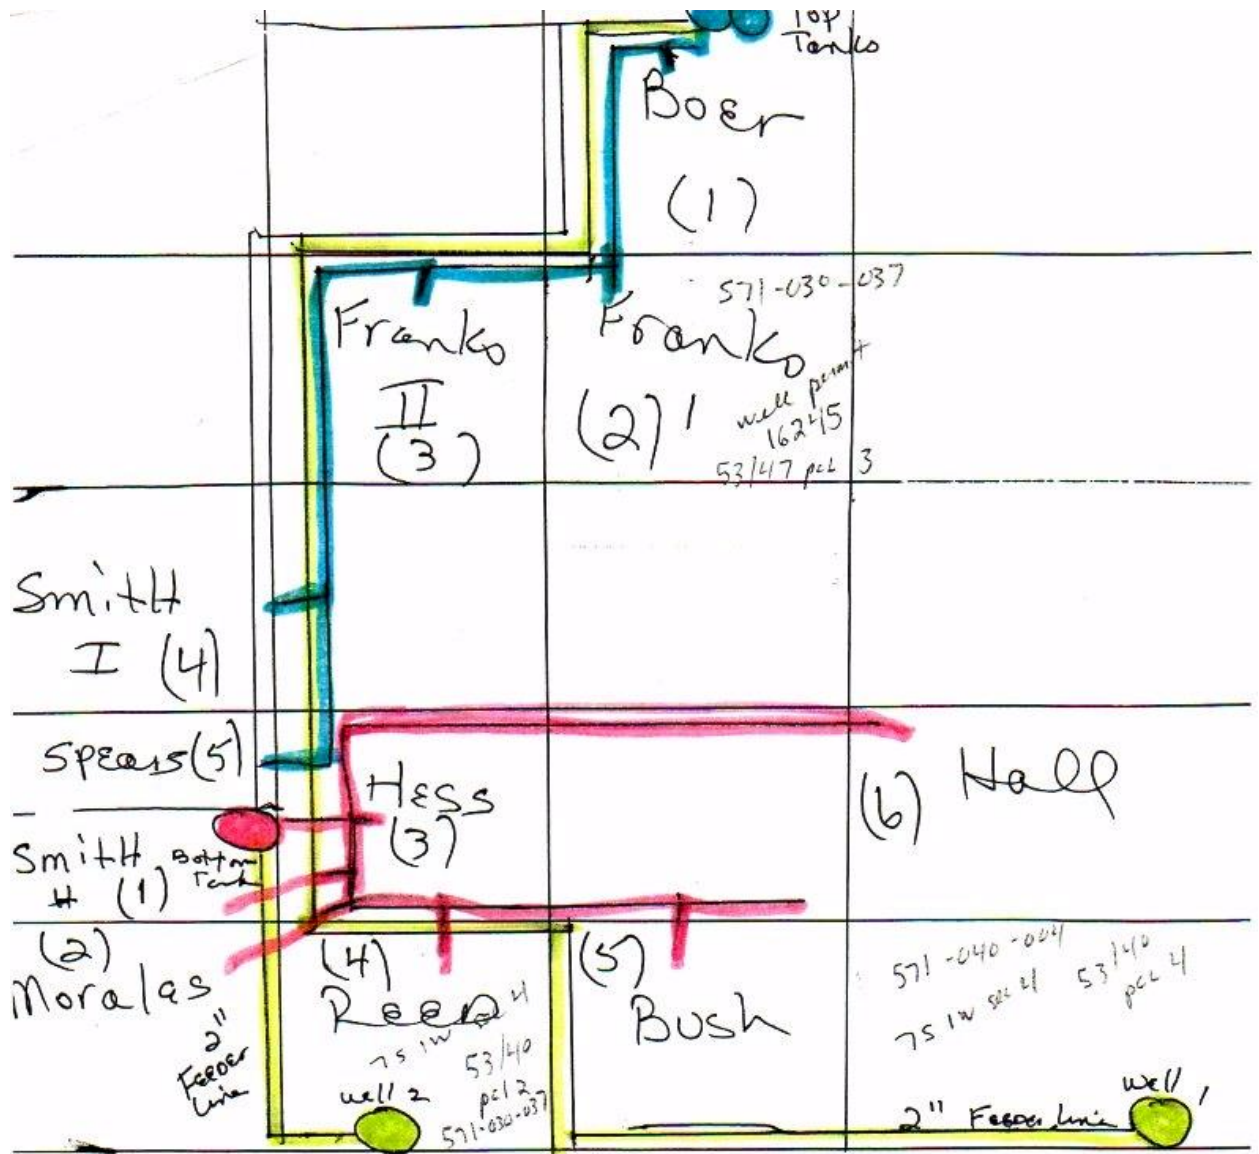 Top
Tanks
Boer
(1)
571-030-037
Franko
II
(3)
Franko
(2) 1
well permit
16245
53/47 pcl 3
Smith
I (4)
Spears (5)
Hess
(3)
(6) Hall
Smith
II (1)
Bottom
Tank
(2)
Moralas
2"
Feeder
Line
(4)
Reed
7S 1W 4
53/40
pcl 2
571-030-037
well 2
(5)
Bush
571-040-004
7S 1W sec 4
53/40
pcl 4
well 1
2" Feeder Line